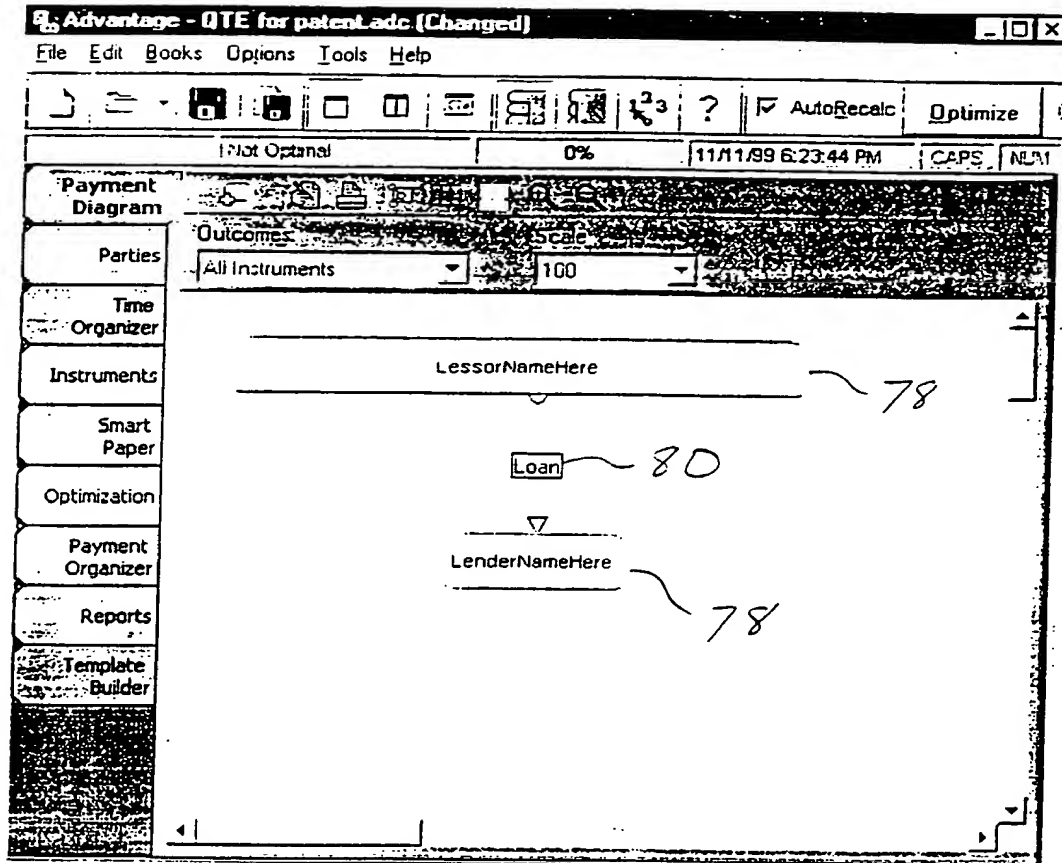 Advantage - QTE for patent.adc (Changed)
File Edit Books Options Tools Help
123 ? AutoRecalc Optimize
Not Optimal 0% 11/11/99 6:23:44 PM CAPS NUM
Payment
Diagram
Outcomes Scale
Parties
All Instruments 100
Time
Organizer
LessorNameHere
78
Instruments
Smart
Paper
Loan 80
Optimization
Payment
Organizer
LenderNameHere
78
Reports
Template
Builder